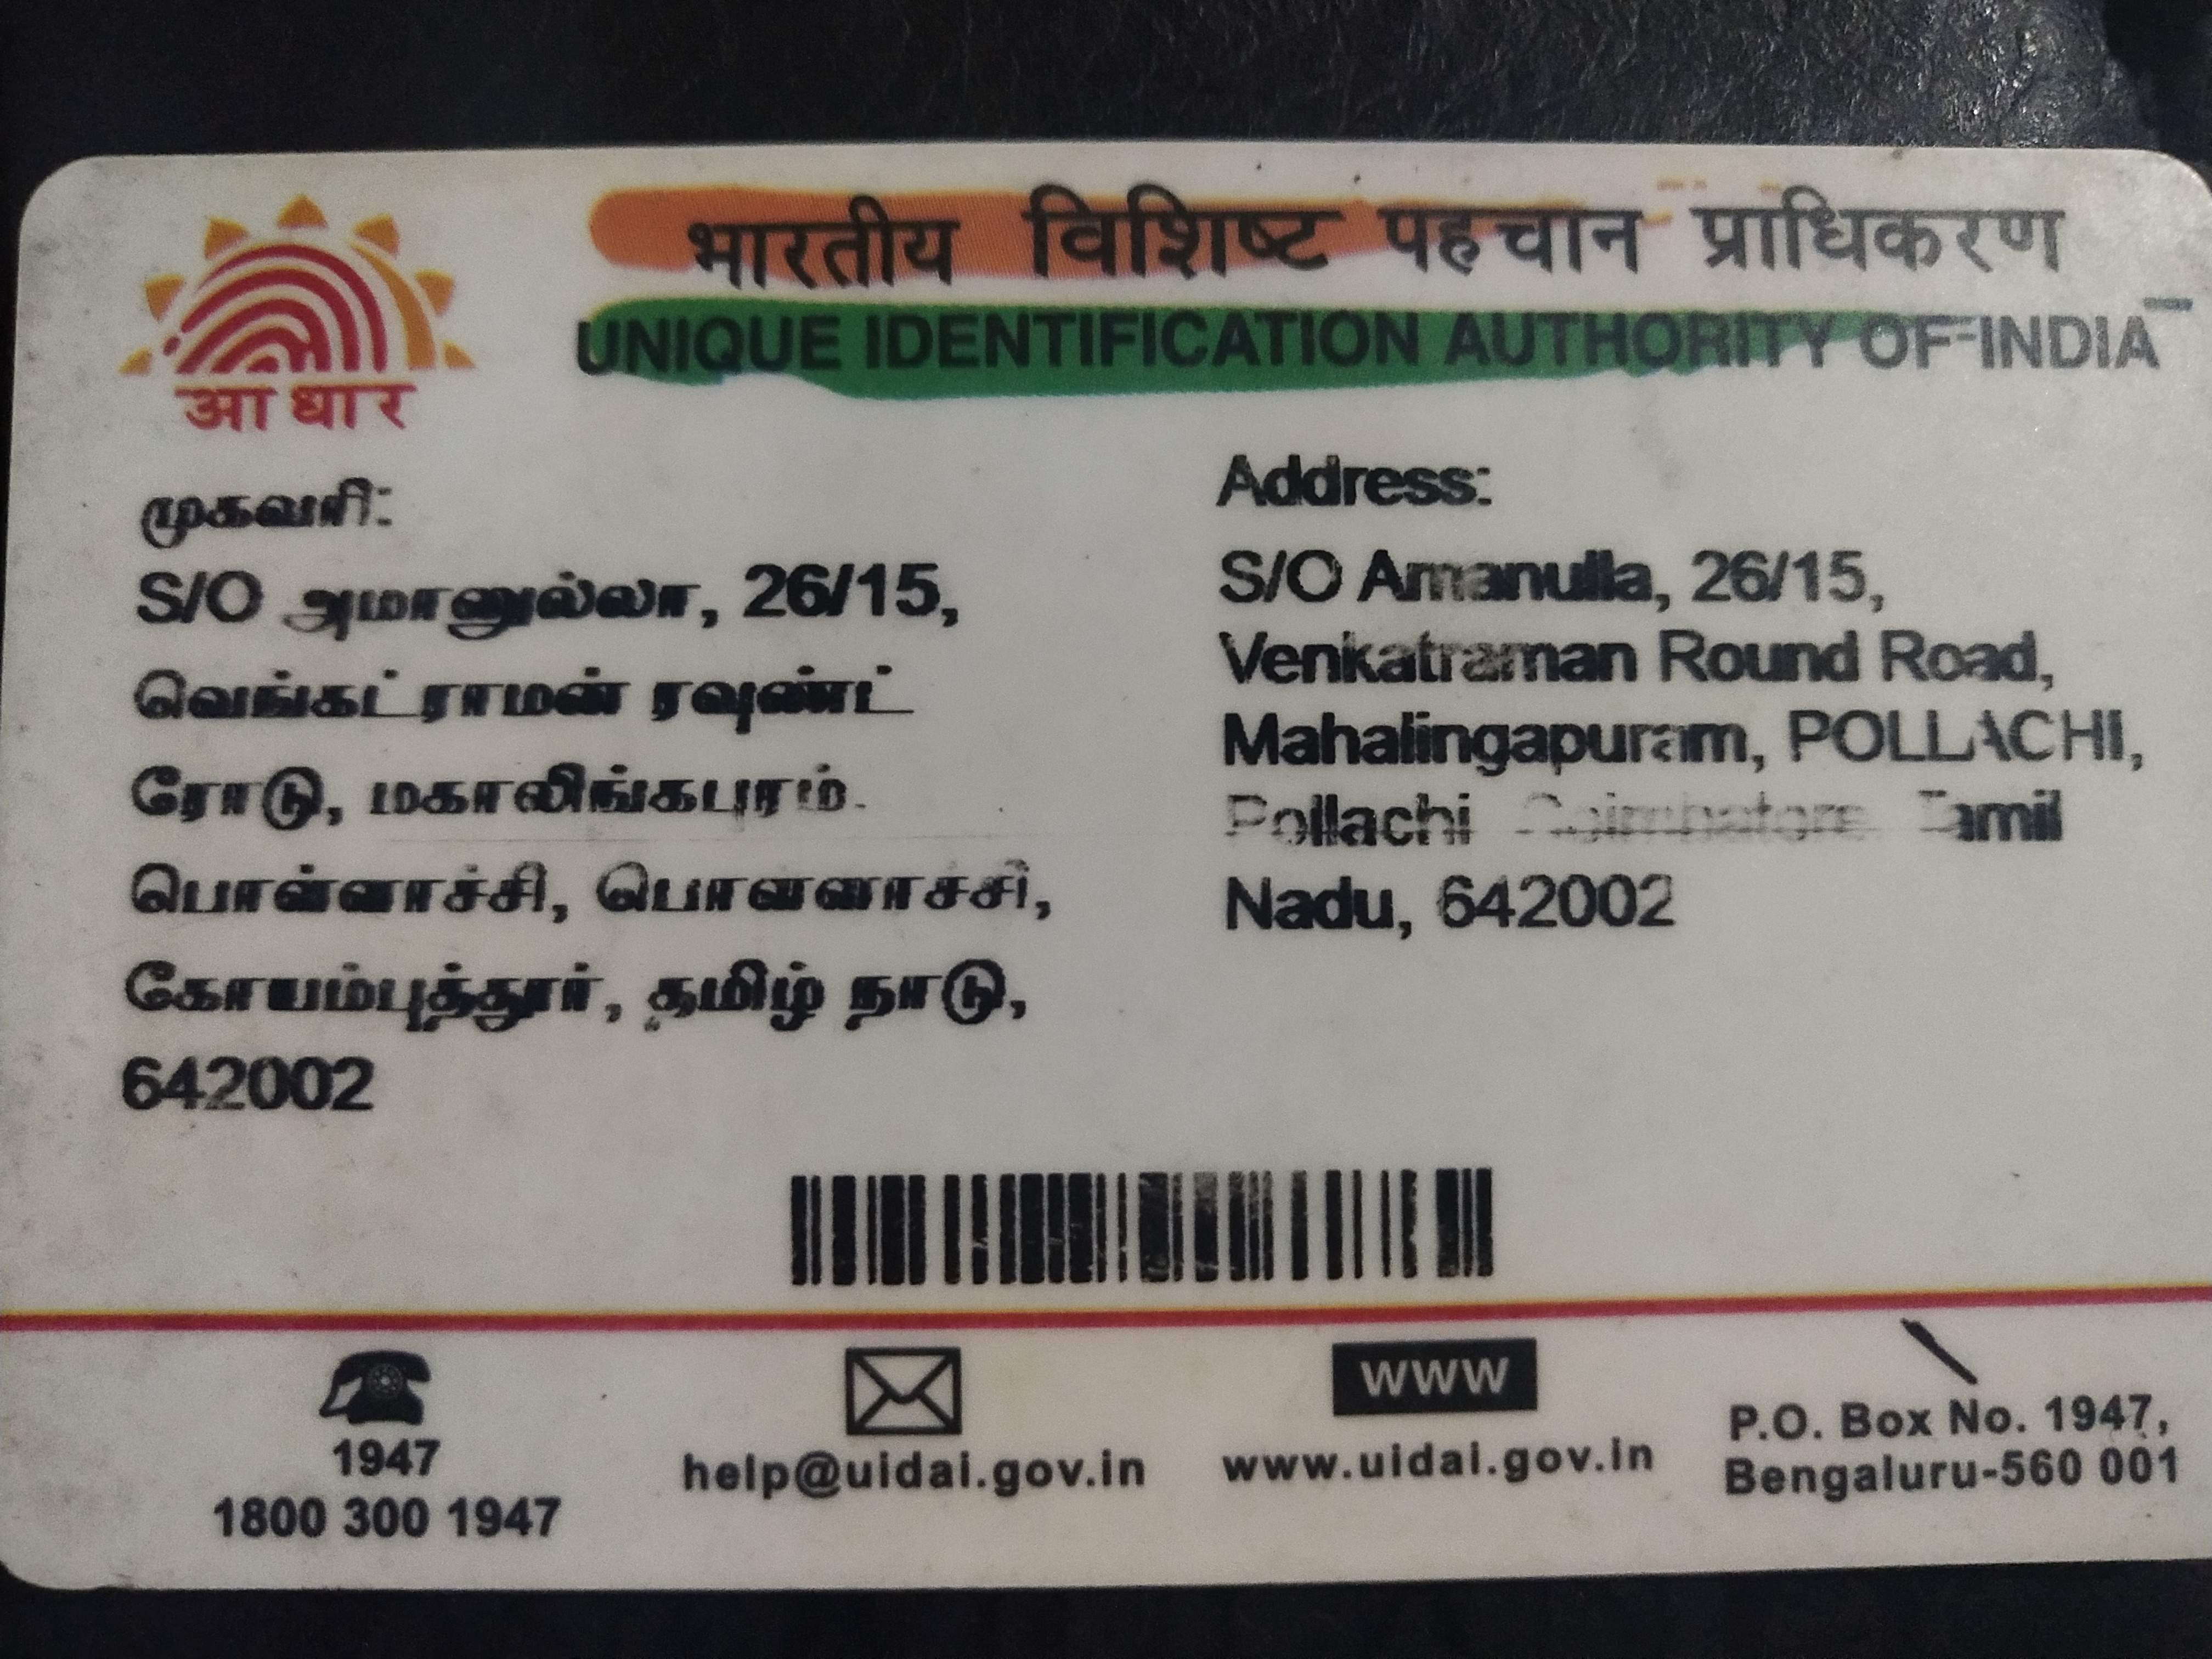 आधार
भारतीय विशिष्ट पहचान प्राधिकरण
UNIQUE IDENTIFICATION AUTHORITY OF INDIA
முகவரி:
S/O அமானுல்லா, 26/15,
வெங்கட்ராமன் ரவுண்ட்
ரோடு, மகாலிங்கபுரம்.
பொள்ளாச்சி, பொள்ளாச்சி,
கோயம்புத்தூர், தமிழ் நாடு,
642002
Address:
S/O Amanulla, 26/15,
Venkatraman Round Road,
Mahalingapuram, POLLACHI,
Pollachi Coimbatore Tamil
Nadu, 642002
1947
1800 300 1947
help@uidai.gov.in
www
www.uidai.gov.in
P.O. Box No. 1947,
Bengaluru-560 001